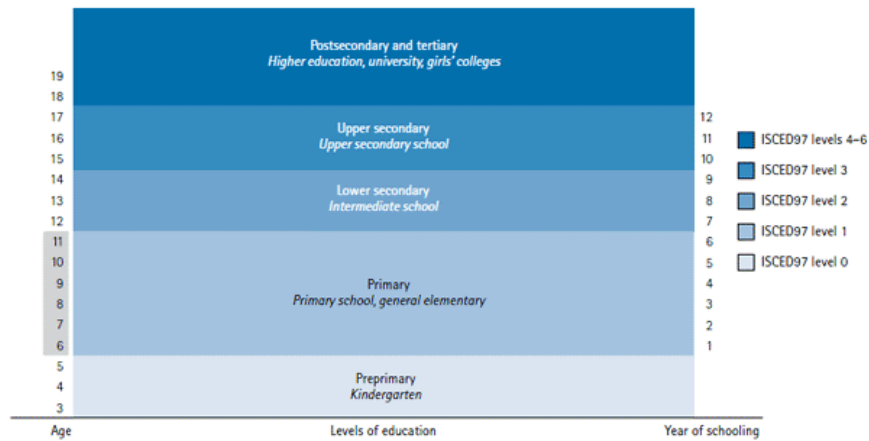 Postsecondary and tertiary
Higher education, university, girls' colleges
19
18
17
16
15
14
13
12
11
10
9
8
7
6
5
4
3
Upper secondary
Upper secondary school
Lower secondary
Intermediate school
Primary
Primary school, general elementary
Preprimary
Kindergarten
12
11
10
9
8
7
6
5
4
3
2
1
ISCED97 levels 4–6
ISCED97 level 3
ISCED97 level 2
ISCED97 level 1
ISCED97 level 0
Age
Levels of education
Year of schooling